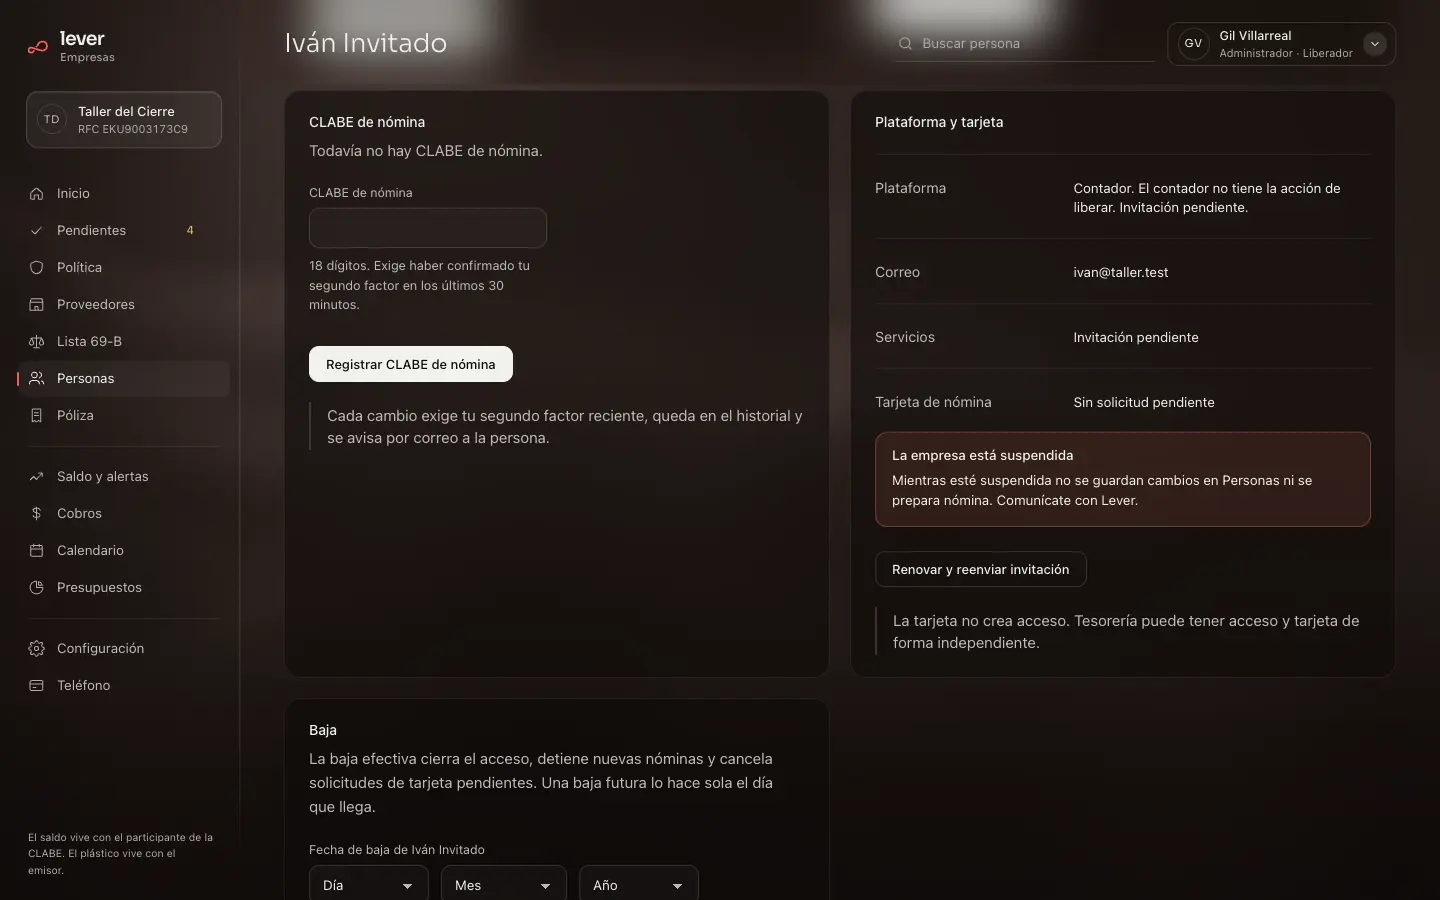 lever
Empresas
TD
Taller del Cierre
RFC EKU9003173C9
Inicio
Pendientes 4
Política
Proveedores
Lista 69-B
Personas
Póliza
Saldo y alertas
Cobros
Calendario
Presupuestos
Configuración
Teléfono
El saldo vive con el participante de la
CLABE. El plástico vive con el
emisor.
Iván Invitado
Buscar persona
GV
Gil Villarreal
Administrador · Liberador
CLABE de nómina
Todavía no hay CLABE de nómina.
CLABE de nómina
18 dígitos. Exige haber confirmado tu
segundo factor en los últimos 30
minutos.
Registrar CLABE de nómina
Cada cambio exige tu segundo factor reciente, queda en el historial y
se avisa por correo a la persona.
Plataforma y tarjeta
Plataforma
Contador. El contador no tiene la acción de
liberar. Invitación pendiente.
Correo
ivan@taller.test
Servicios
Invitación pendiente
Tarjeta de nómina
Sin solicitud pendiente
La empresa está suspendida
Mientras esté suspendida no se guardan cambios en Personas ni se
prepara nómina. Comunícate con Lever.
Renovar y reenviar invitación
La tarjeta no crea acceso. Tesorería puede tener acceso y tarjeta de
forma independiente.
Baja
La baja efectiva cierra el acceso, detiene nuevas nóminas y cancela
solicitudes de tarjeta pendientes. Una baja futura lo hace sola el día
que llega.
Fecha de baja de Iván Invitado
Día
Mes
Año